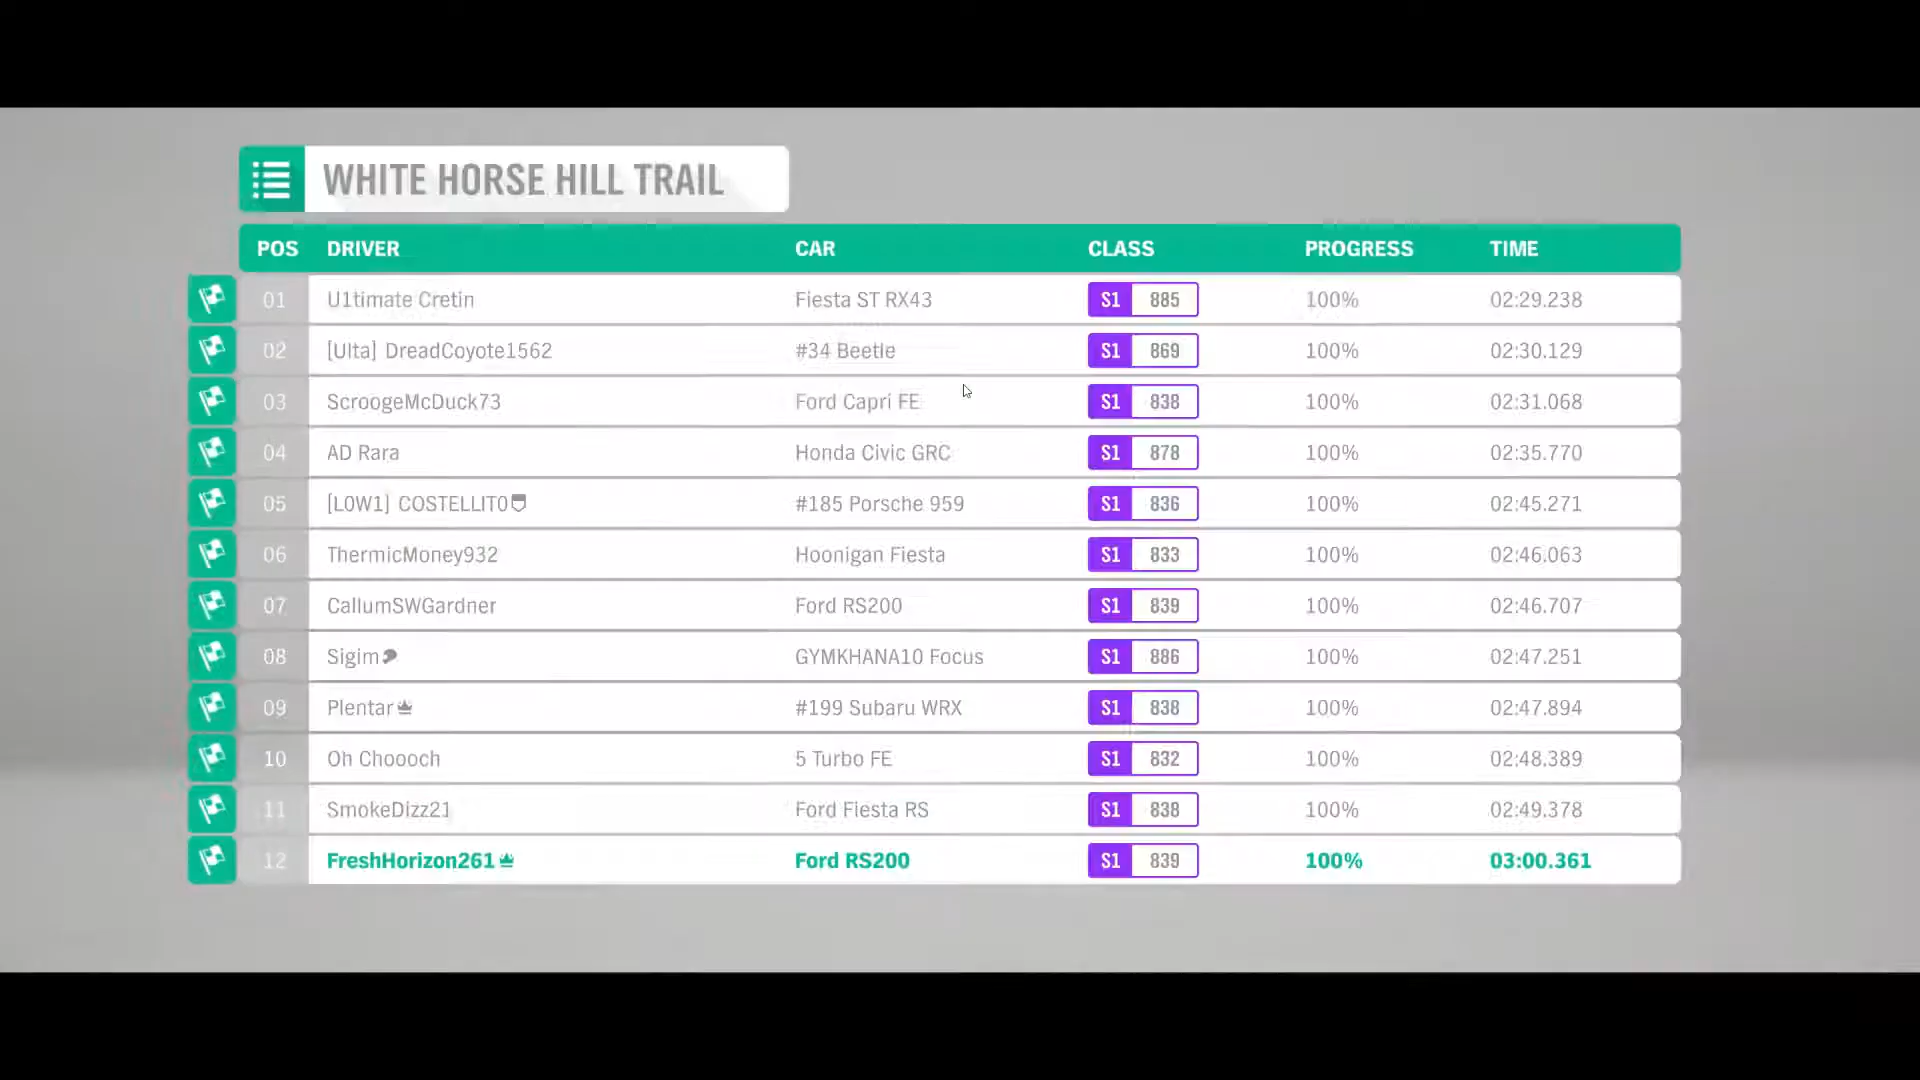 WHITE HORSE HILL TRAIL
POS DRIVER CAR CLASS PROGRESS TIME
01 U1timate Cretin Fiesta ST RX43 S1 885 100% 02:29.238
02 [Ulta] DreadCoyote1562 #34 Beetle S1 869 100% 02:30.129
03 ScroogeMcDuck73 Ford Capri FE S1 838 100% 02:31.068
04 AD Rara Honda Civic GRC S1 878 100% 02:35.770
05 [L0W1] COSTELLIT0 #185 Porsche 959 S1 836 100% 02:45.271
06 ThermicMoney932 Hoonigan Fiesta S1 833 100% 02:46.063
07 CallumSWGardner Ford RS200 S1 839 100% 02:46.707
08 Sigim GYMKHANA10 Focus S1 886 100% 02:47.251
09 Plentar #199 Subaru WRX S1 838 100% 02:47.894
10 Oh Choooch 5 Turbo FE S1 832 100% 02:48.389
11 SmokeDizz21 Ford Fiesta RS S1 838 100% 02:49.378
12 FreshHorizon261 Ford RS200 S1 839 100% 03:00.361